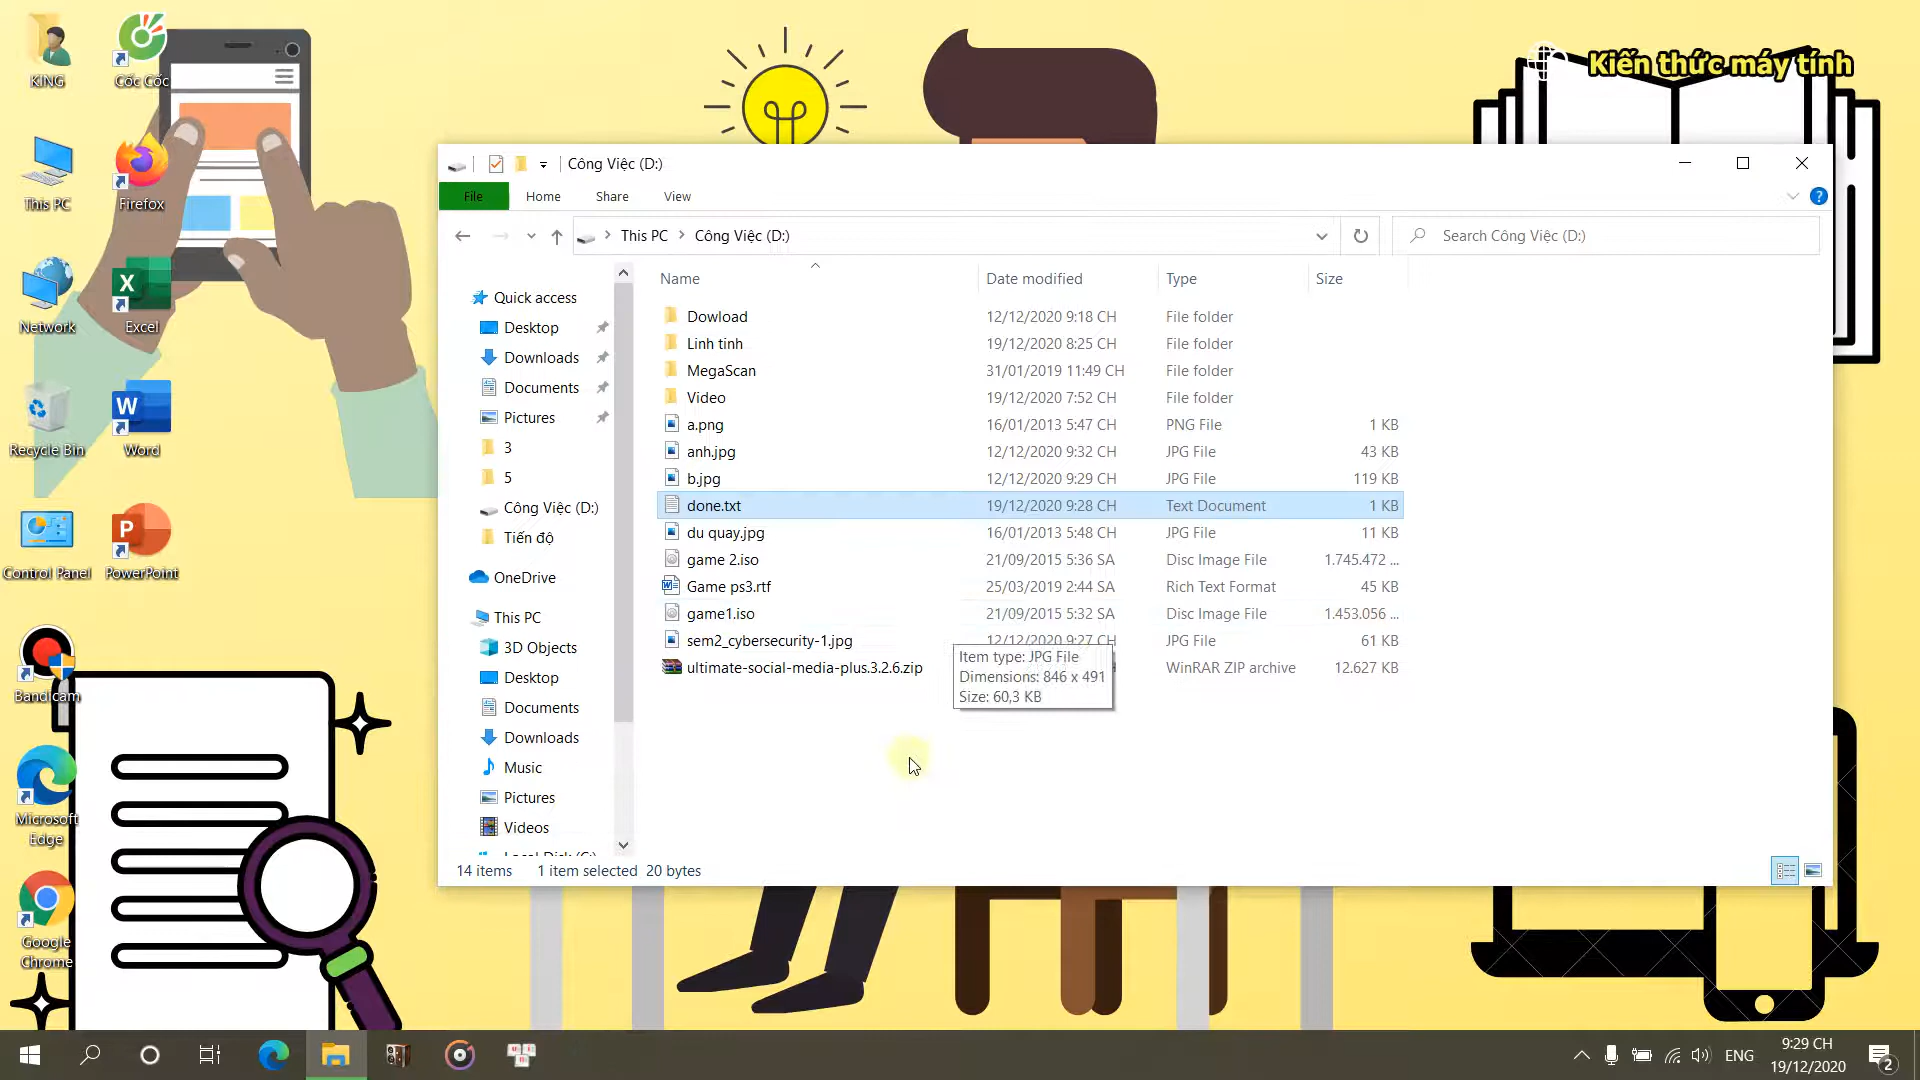 KING
Cốc Cốc
Kiến thức máy tính
This PC
Firefox
Network
Excel
Recycle Bin
Word
Control Panel
PowerPoint
Bandicam
Microsoft
Edge
Google
Chrome
Công Việc (D:)
File
Home
Share
View
This PC
Công Việc (D:)
Search Công Việc (D:)
Quick access
Desktop
Downloads
Documents
Pictures
3
5
Công Việc (D:)
Tiến độ
OneDrive
This PC
3D Objects
Desktop
Documents
Downloads
Music
Pictures
Videos
Name Date modified Type Size
Dowload 12/12/2020 9:18 CH File folder
Linh tinh 19/12/2020 8:25 CH File folder
MegaScan 31/01/2019 11:49 CH File folder
Video 19/12/2020 7:52 CH File folder
a.png 16/01/2013 5:47 CH PNG File 1 KB
anh.jpg 12/12/2020 9:32 CH JPG File 43 KB
b.jpg 12/12/2020 9:29 CH JPG File 119 KB
done.txt 19/12/2020 9:28 CH Text Document 1 KB
du quay.jpg 16/01/2013 5:48 CH JPG File 11 KB
game 2.iso 21/09/2015 5:36 SA Disc Image File 1.745.472 ...
Game ps3.rtf 25/03/2019 2:44 SA Rich Text Format 45 KB
game1.iso 21/09/2015 5:32 SA Disc Image File 1.453.056 ...
sem2_cybersecurity-1.jpg 12/12/2020 9:27 CH JPG File 61 KB
ultimate-social-media-plus.3.2.6.zip WinRAR ZIP archive 12.627 KB
Item type: JPG File
Dimensions: 846 x 491
Size: 60,3 KB
14 items 1 item selected 20 bytes
ENG
9:29 CH
19/12/2020
2